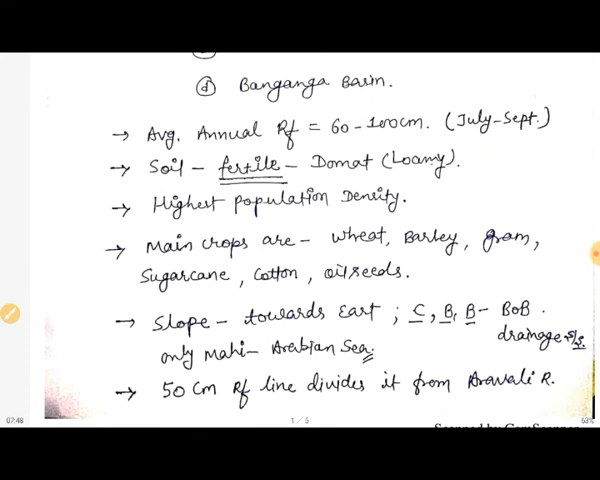 ⓓ Banganga Basin.
→ Avg. Annual Rf = 60-100cm. (July-Sept.)
→ Soil - fertile - Domat (Loamy).
→ Highest population Density.
→ Main crops are - wheat, Barley, gram,
Sugarcane, Cotton, oilseeds.
→ Slope - towards East ; C, B, B - BoB.
drainage s/s.
only Mahi - Arabian Sea.
→ 50 cm Rf line divides it from Aravali R.
07:48
1 / 5
63%